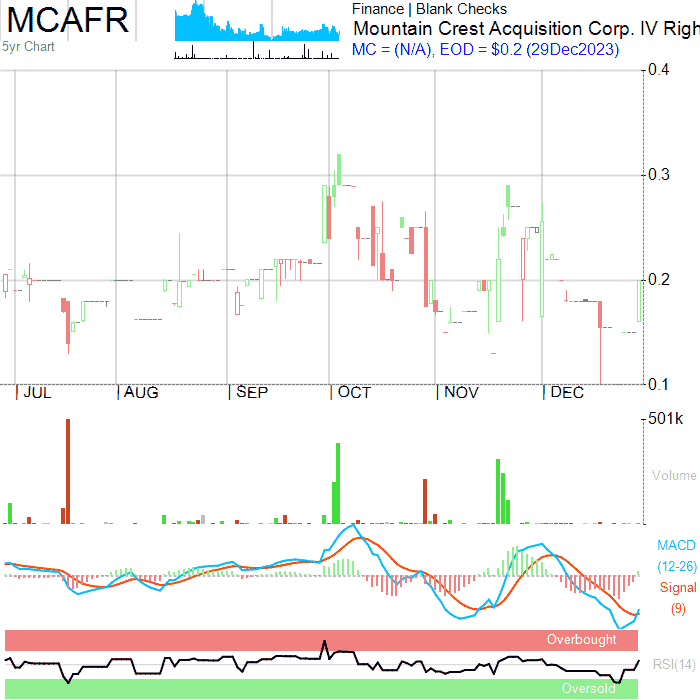 MCAFR
5yr Chart
Finance | Blank Checks
Mountain Crest Acquisition Corp. IV Righ
MC = (N/A), EOD = $0.2 (29Dec2023)
0.4
0.3
0.2
0.1
JUL AUG SEP OCT NOV DEC
501k
Volume
MACD
(12-26)
Signal
(9)
Overbought
RSI(14)
Oversold